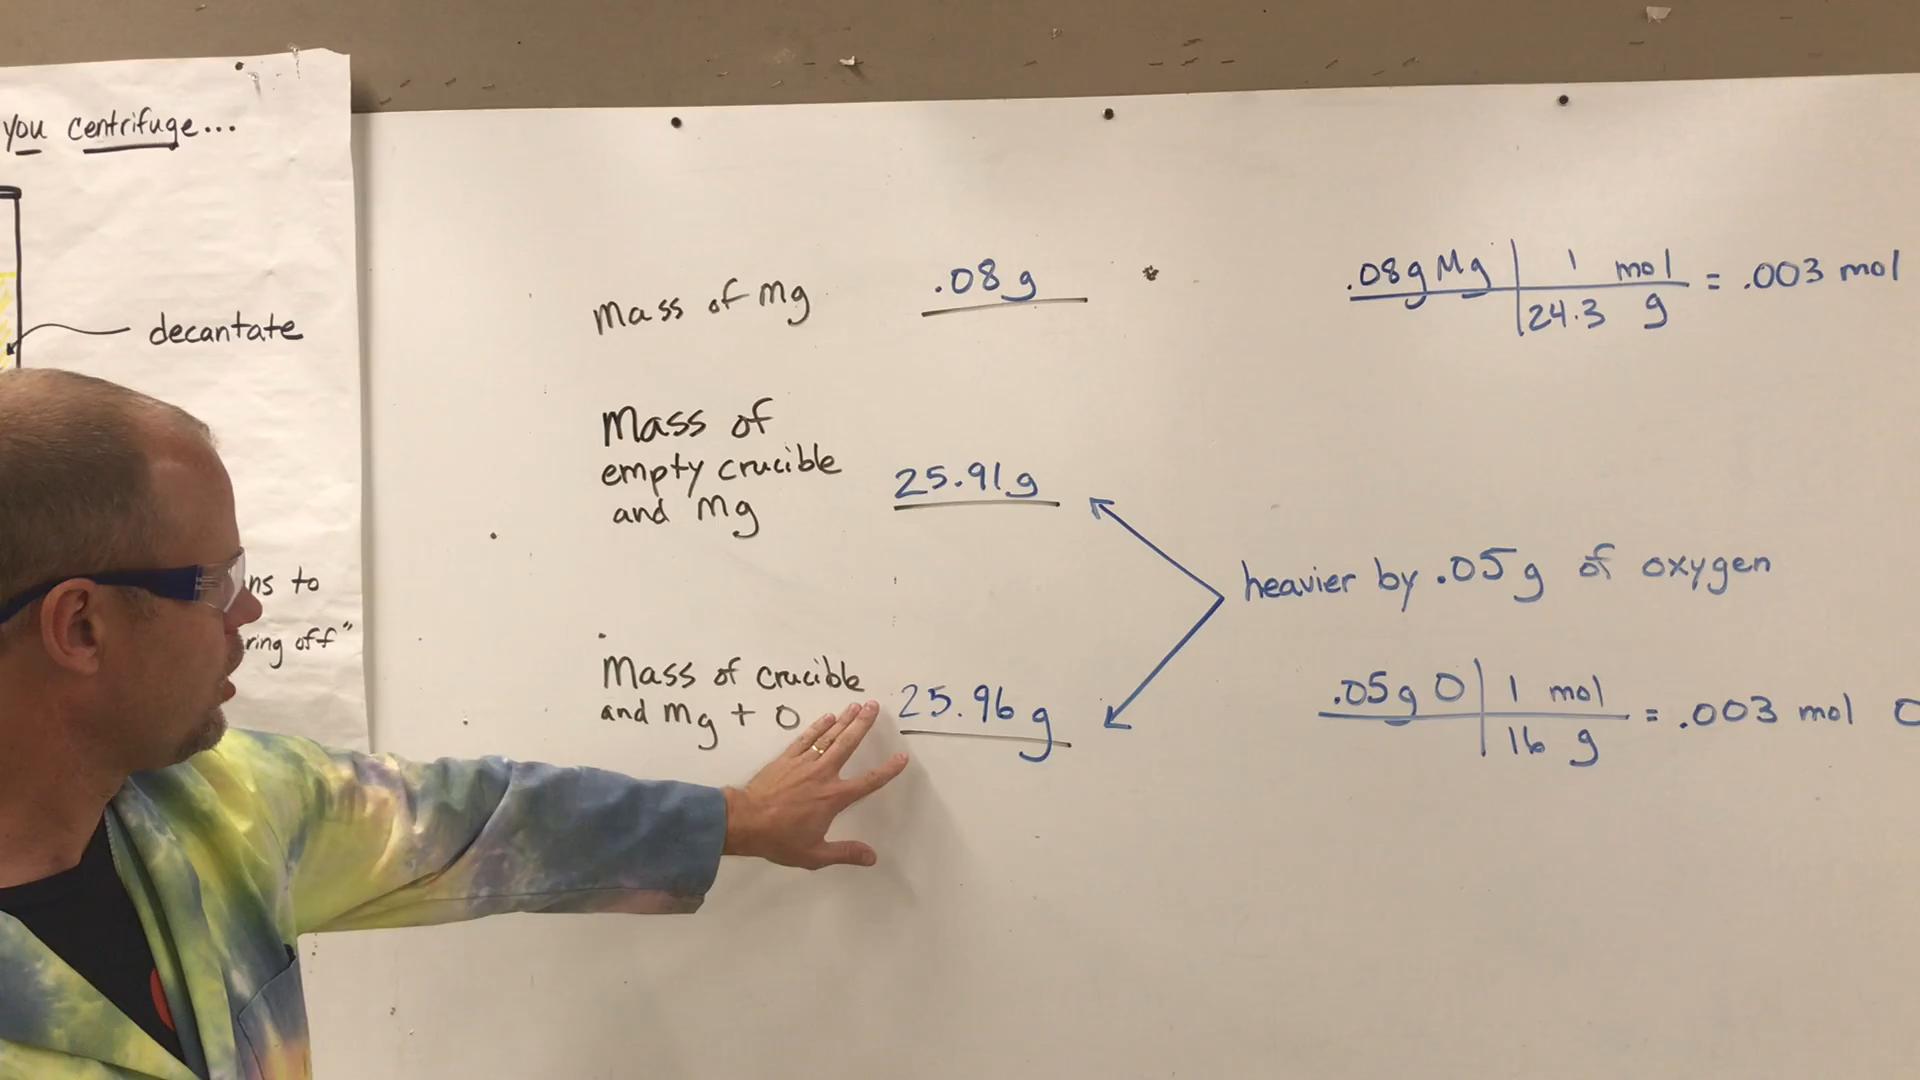 you centrifuge...
decantate
ns to
ring off"
mass of mg .08 g
.08g Mg | 1 mol = .003 mol
24.3 g
Mass of
empty crucible 25.91 g
and mg
heavier by .05g of oxygen
Mass of crucible
and mg + O 25.96 g
.05g O | 1 mol = .003 mol O
16 g